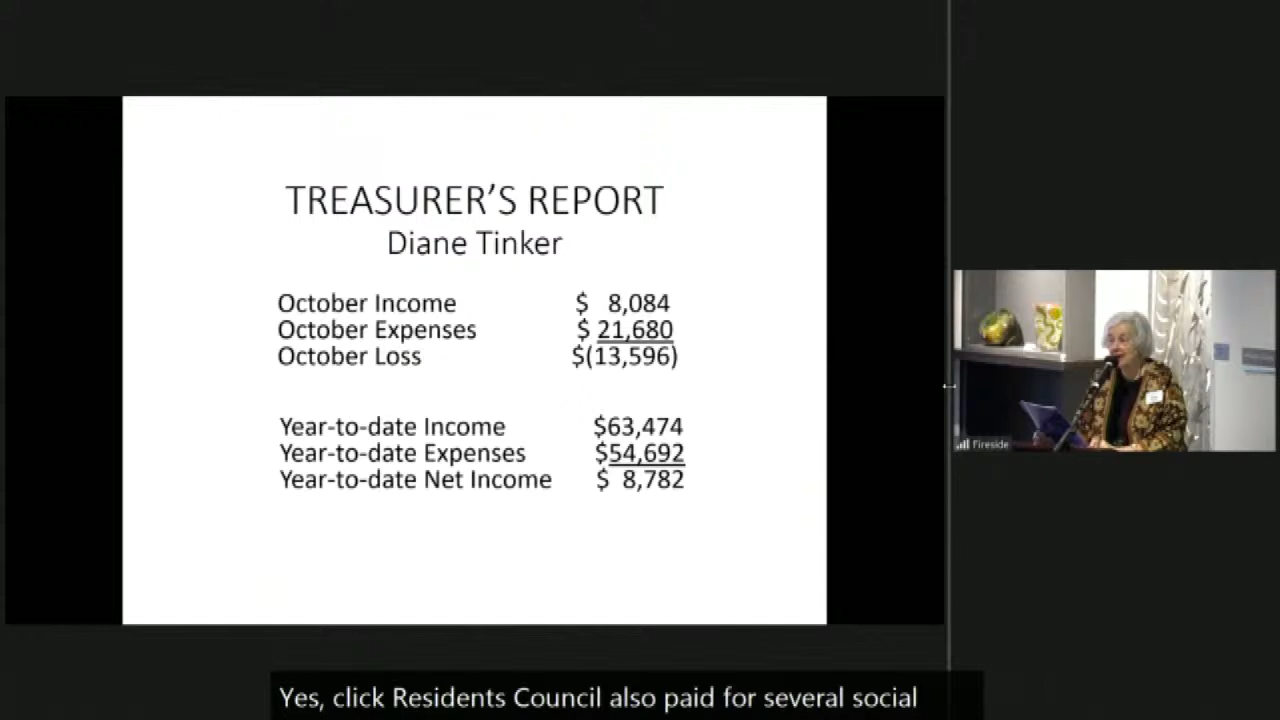 TREASURER'S REPORT
Diane Tinker
October Income $ 8,084
October Expenses $ 21,680
October Loss $(13,596)
Year-to-date Income $63,474
Year-to-date Expenses $54,692
Year-to-date Net Income $ 8,782
Fireside
Yes, click Residents Council also paid for several social